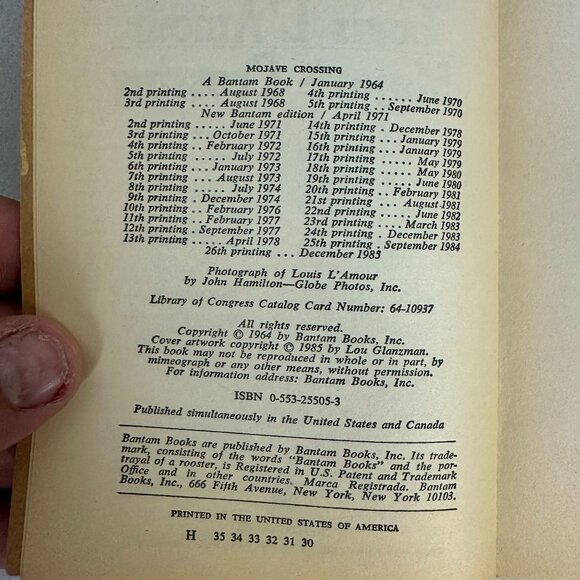 MOJAVE CROSSING
A Bantam Book / January 1964
2nd printing .... August 1968 4th printing ...... June 1970
3rd printing .... August 1968 5th printing .. September 1970
New Bantam edition / April 1971
2nd printing ..... June 1971 14th printing . December 1978
3rd printing ... October 1971 15th printing ... January 1979
4th printing .. February 1972 16th printing ... January 1979
5th printing ..... July 1972 17th printing ..... May 1979
6th printing ... January 1973 18th printing ..... May 1980
7th printing .... August 1973 19th printing ..... June 1980
8th printing ..... July 1974 20th printing .. February 1981
9th printing . December 1974 21st printing .... August 1981
10th printing .. February 1976 22nd printing ..... June 1982
11th printing .. February 1977 23rd printing .... March 1983
12th printing . September 1977 24th printing . December 1983
13th printing ..... April 1978 25th printing . September 1984
26th printing ... December 1985
Photograph of Louis L'Amour
by John Hamilton—Globe Photos, Inc.
Library of Congress Catalog Card Number: 64-10937
All rights reserved.
Copyright © 1964 by Bantam Books, Inc.
Cover artwork copyright © 1985 by Lou Glanzman.
This book may not be reproduced in whole or in part, by
mimeograph or any other means, without permission.
For information address: Bantam Books, Inc.
ISBN 0-553-25505-3
Published simultaneously in the United States and Canada
Bantam Books are published by Bantam Books, Inc. Its trade-
mark, consisting of the words "Bantam Books" and the por-
trayal of a rooster, is Registered in U.S. Patent and Trademark
Office and in other countries. Marca Registrada. Bantam
Books, Inc., 666 Fifth Avenue, New York, New York 10103.
PRINTED IN THE UNITED STATES OF AMERICA
H 35 34 33 32 31 30